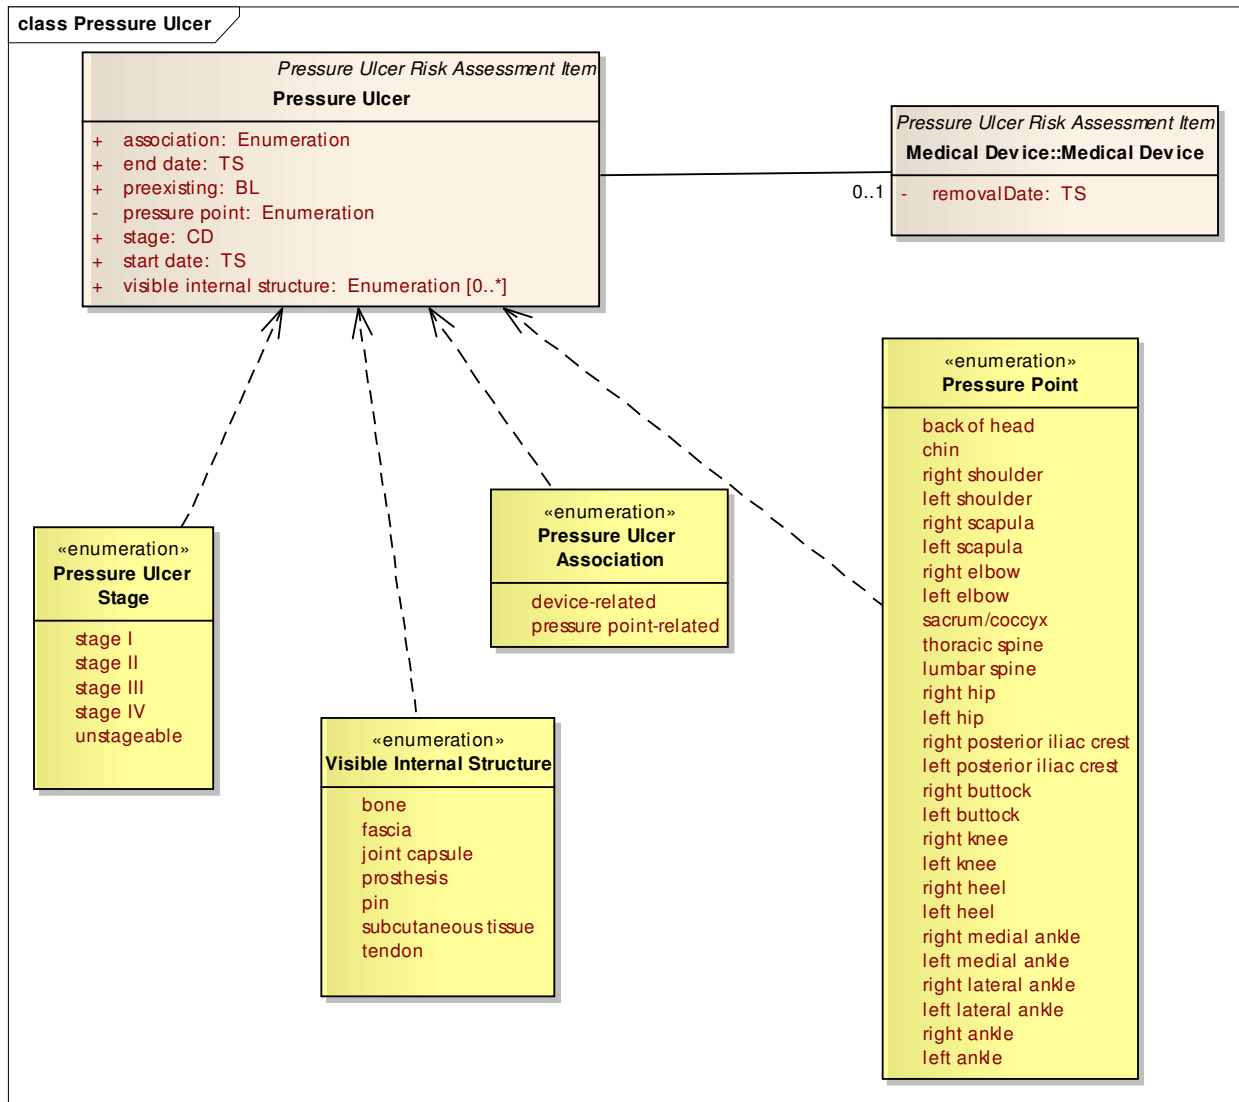 class Pressure Ulcer
Pressure Ulcer Risk Assessment Item
Pressure Ulcer
+ association: Enumeration
+ end date: TS
+ preexisting: BL
- pressure point: Enumeration
+ stage: CD
+ start date: TS
+ visible internal structure: Enumeration [0..*]
Pressure Ulcer Risk Assessment Item
Medical Device::Medical Device
0..1
- removalDate: TS
«enumeration»
Pressure Ulcer
Stage
stage I
stage II
stage III
stage IV
unstageable
«enumeration»
Visible Internal Structure
bone
fascia
joint capsule
prosthesis
pin
subcutaneous tissue
tendon
«enumeration»
Pressure Ulcer
Association
device-related
pressure point-related
«enumeration»
Pressure Point
back of head
chin
right shoulder
left shoulder
right scapula
left scapula
right elbow
left elbow
sacrum/coccyx
thoracic spine
lumbar spine
right hip
left hip
right posterior iliac crest
left posterior iliac crest
right buttock
left buttock
right knee
left knee
right heel
left heel
right medial ankle
left medial ankle
right lateral ankle
left lateral ankle
right ankle
left ankle